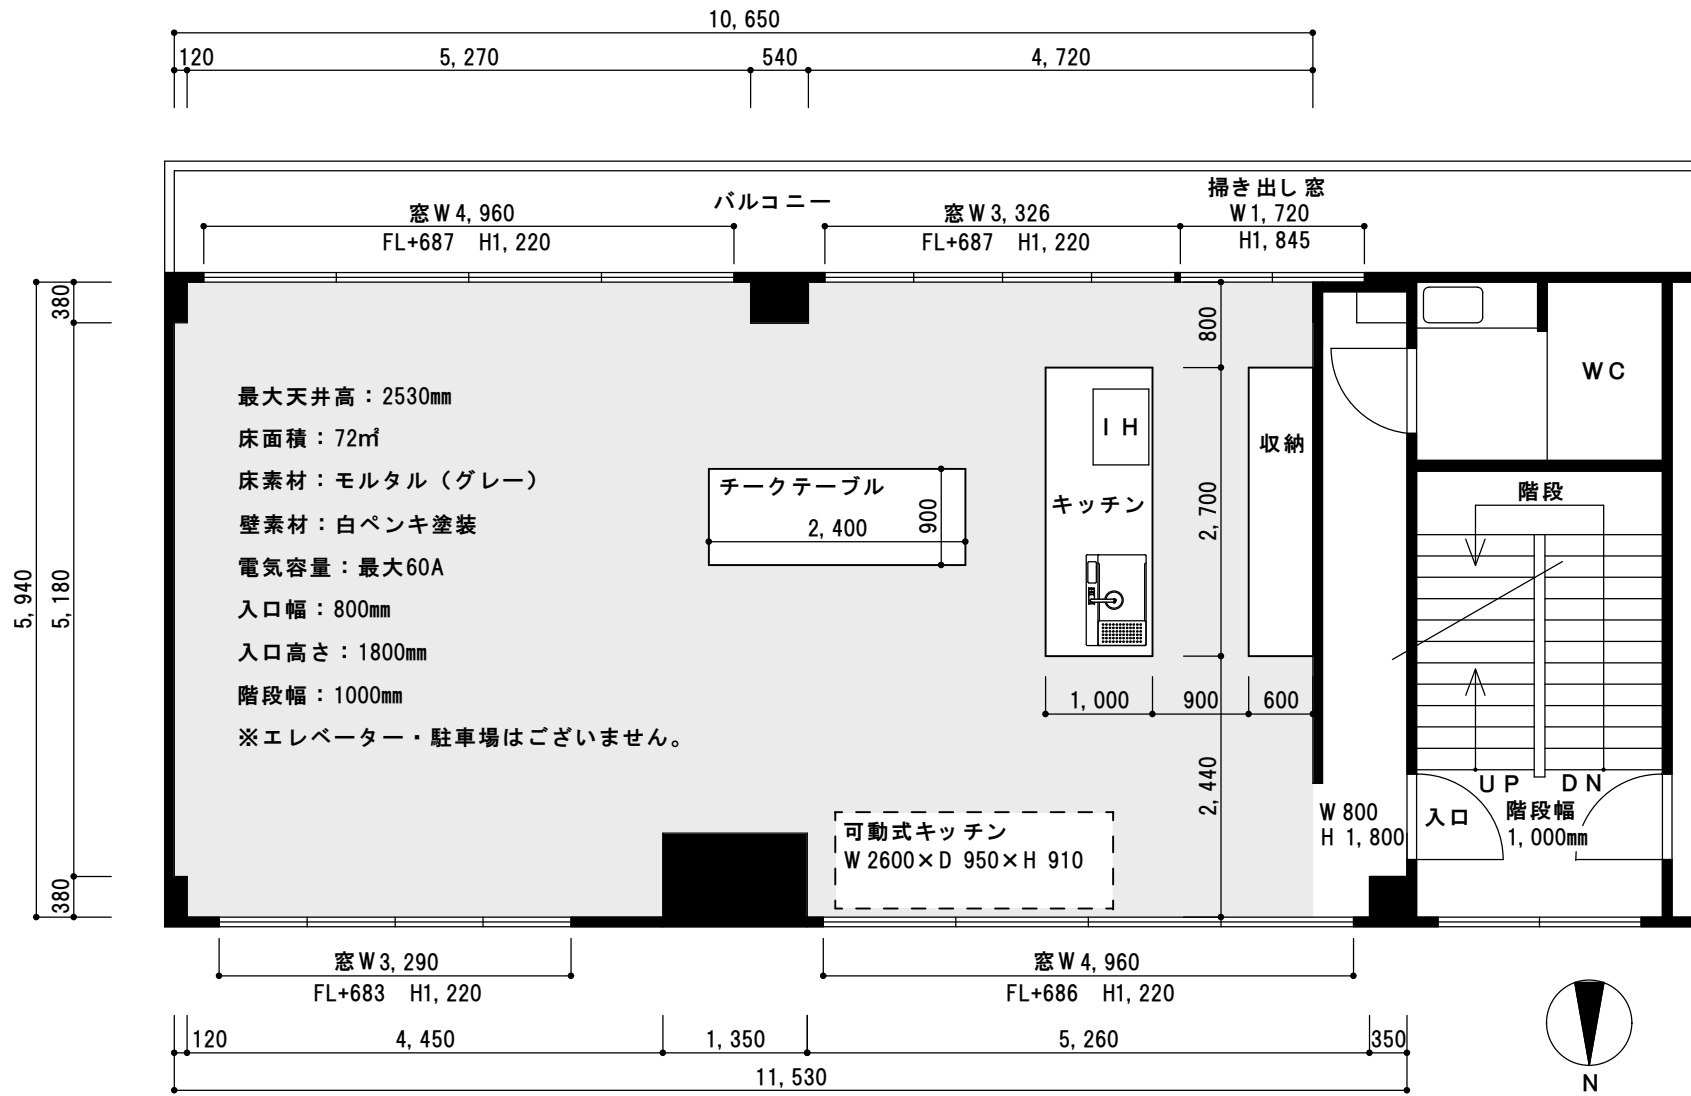 10,650
120
5,270
540
4,720
バルコニー
掃き出し窓
窓W4,960
窓W3,326
W1,720
FL+687 H1,220
FL+687 H1,220
H1,845
380
800
WC
最大天井高：2530㎜
床面積：72㎡
床素材：モルタル（グレー）
壁素材：白ペンキ塗装
電気容量：最大60A
入口幅：800㎜
入口高さ：1800㎜
階段幅：1000㎜
※エレベーター・駐車場はございません。
IH
収納
チークテーブル
2,400
900
キッチン
2,700
階段
5,940
5,180
1,000
900
600
2,440
UP DN
可動式キッチン
W 2600×D 950×H 910
W 800
H 1,800
入口
階段幅
1,000㎜
380
窓W3,290
FL+683 H1,220
窓W4,960
FL+686 H1,220
120
4,450
1,350
5,260
350
11,530
N